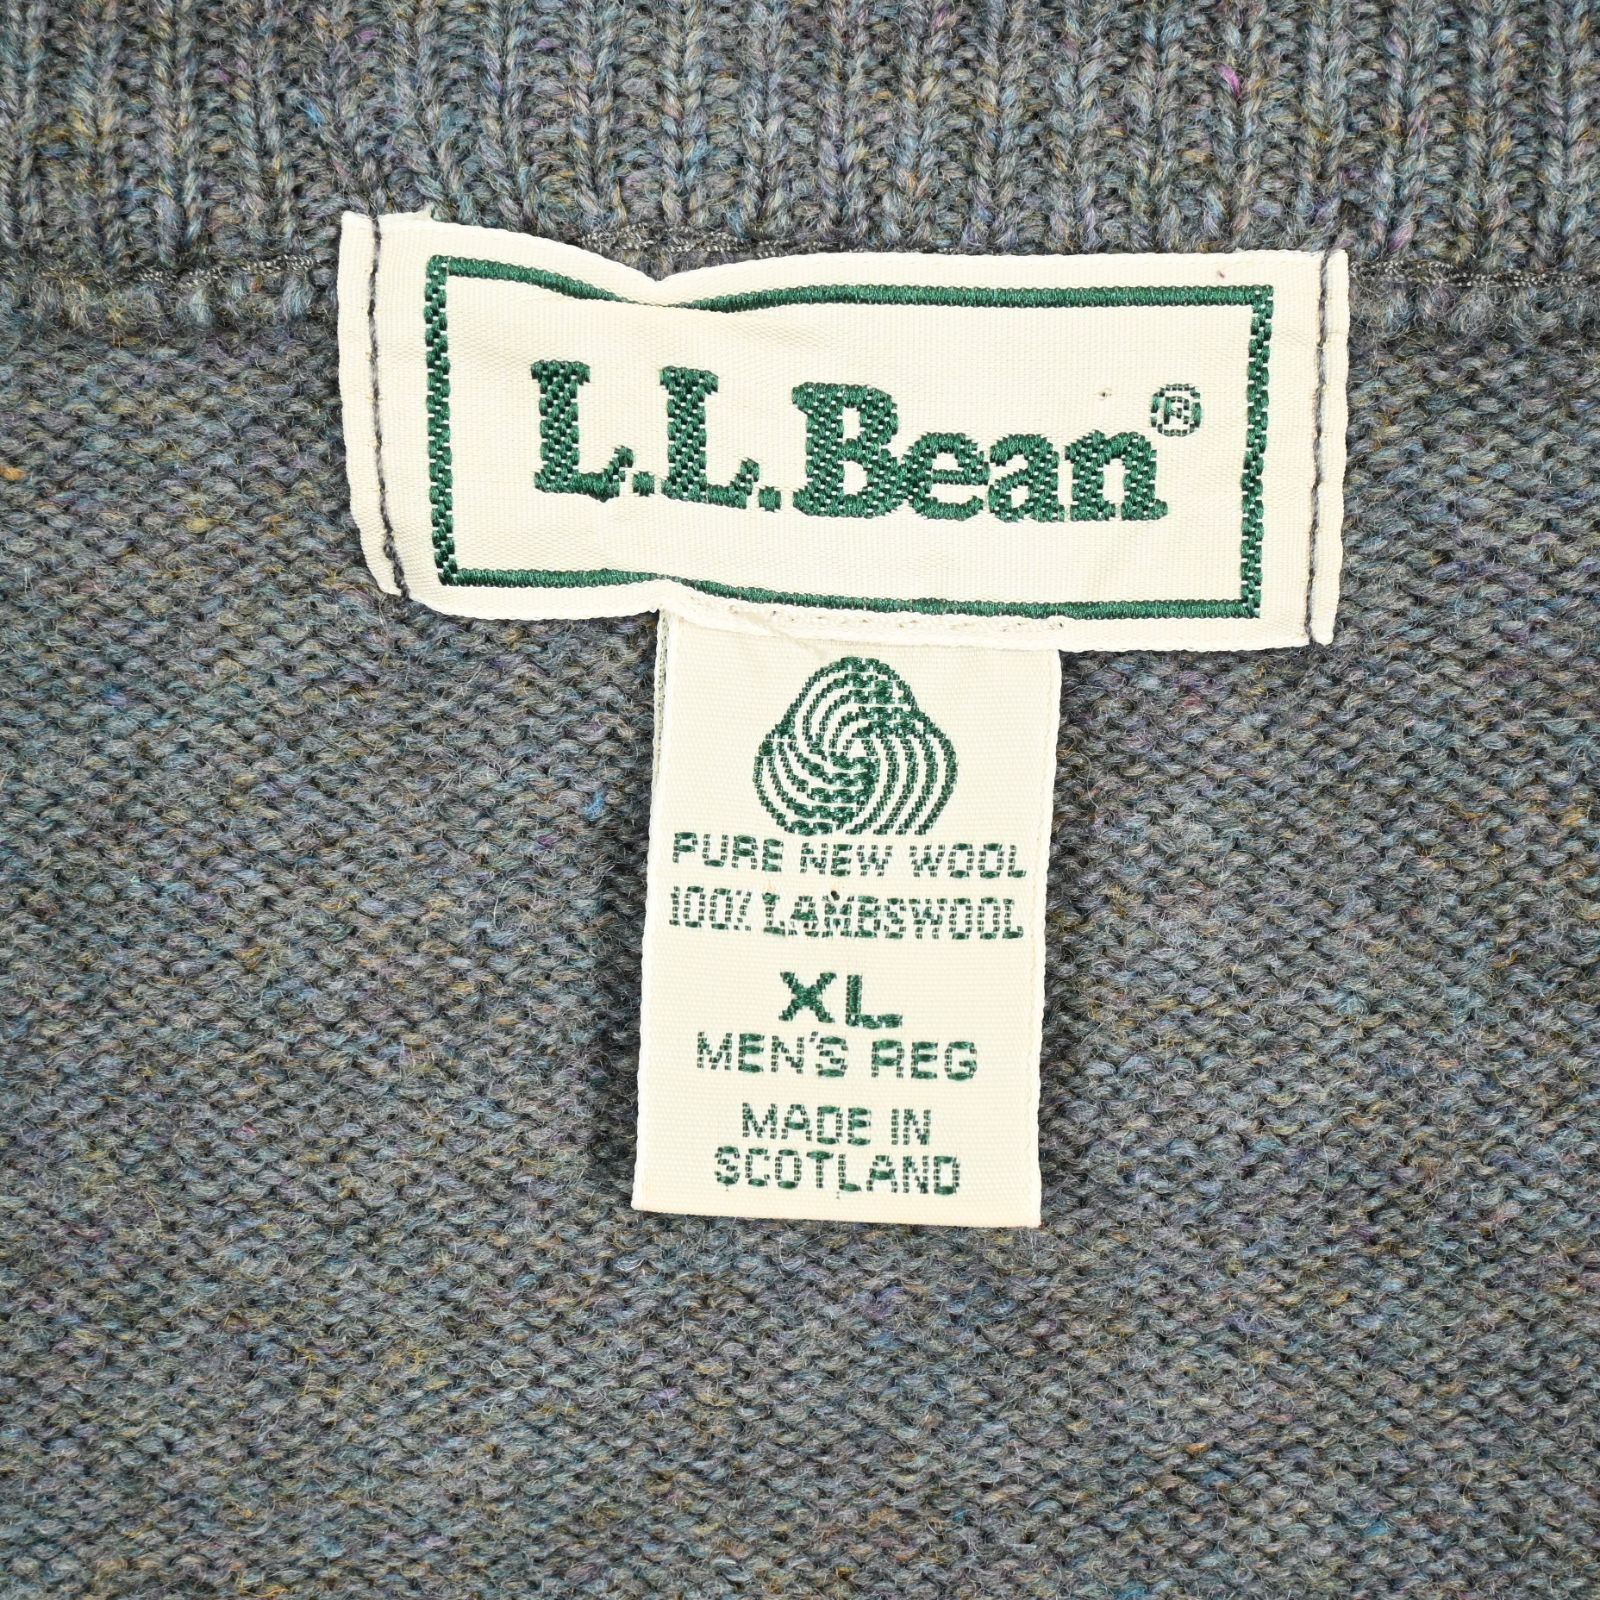 L.L.Bean®
PURE NEW WOOL
100% LAMBSWOOL
XL
MEN'S REG
MADE IN
SCOTLAND